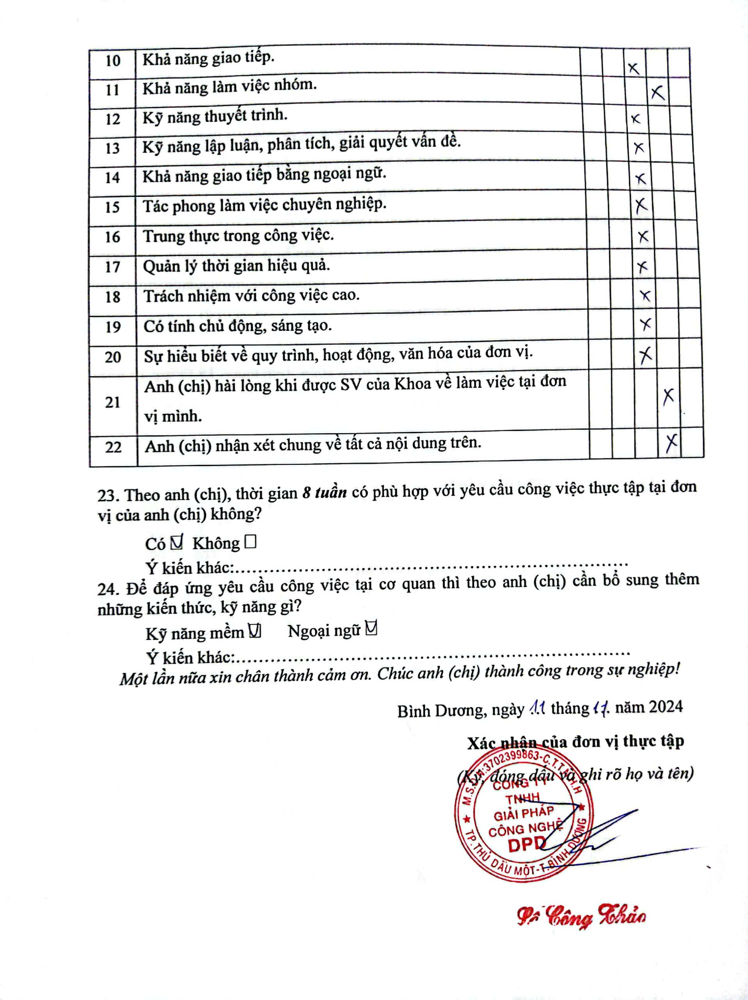 10 Khả năng giao tiếp. x
11 Khả năng làm việc nhóm. x
12 Kỹ năng thuyết trình. x
13 Kỹ năng lập luận, phân tích, giải quyết vấn đề. x
14 Khả năng giao tiếp bằng ngoại ngữ. x
15 Tác phong làm việc chuyên nghiệp. x
16 Trung thực trong công việc. x
17 Quản lý thời gian hiệu quả. x
18 Trách nhiệm với công việc cao. x
19 Có tính chủ động, sáng tạo. x
20 Sự hiểu biết về quy trình, hoạt động, văn hóa của đơn vị. x
21 Anh (chị) hài lòng khi được SV của Khoa về làm việc tại đơn
vị mình. x
22 Anh (chị) nhận xét chung về tất cả nội dung trên. x
23. Theo anh (chị), thời gian 8 tuần có phù hợp với yêu cầu công việc thực tập tại đơn
vị của anh (chị) không?
Có ☑ Không ☐
Ý kiến khác:....................................................................
24. Để đáp ứng yêu cầu công việc tại cơ quan thì theo anh (chị) cần bổ sung thêm
những kiến thức, kỹ năng gì?
Kỹ năng mềm ☑ Ngoại ngữ ☑
Ý kiến khác:....................................................................
Một lần nữa xin chân thành cảm ơn. Chúc anh (chị) thành công trong sự nghiệp!
Bình Dương, ngày 11 tháng 11 năm 2024
Xác nhận của đơn vị thực tập
(Ký, đóng dấu và ghi rõ họ và tên)
M.S.D.N:3702399863-C.T.T.N.H.H
CÔNG TY
TNHH
GIẢI PHÁP
CÔNG NGHỆ
DPD
TP.THỦ DẦU MỘT-T.BÌNH DƯƠNG
Công Thảo